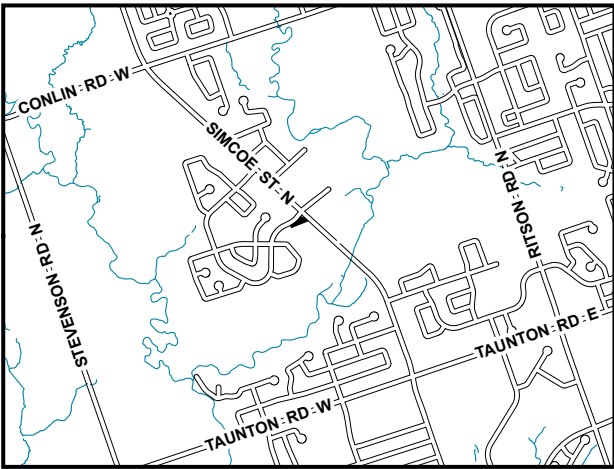 CONLIN RD W
SIMCOE ST N
STEVENSON RD N
RITSON RD N
TAUNTON RD E
TAUNTON RD W